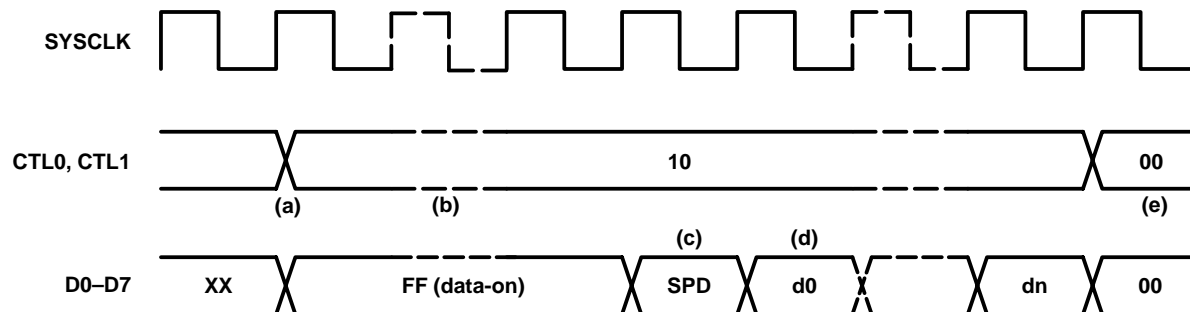 SYSCLK
CTL0, CTL1
10
00
(a)
(b)
(e)
(c)
(d)
D0–D7
XX
FF (data-on)
SPD
d0
dn
00